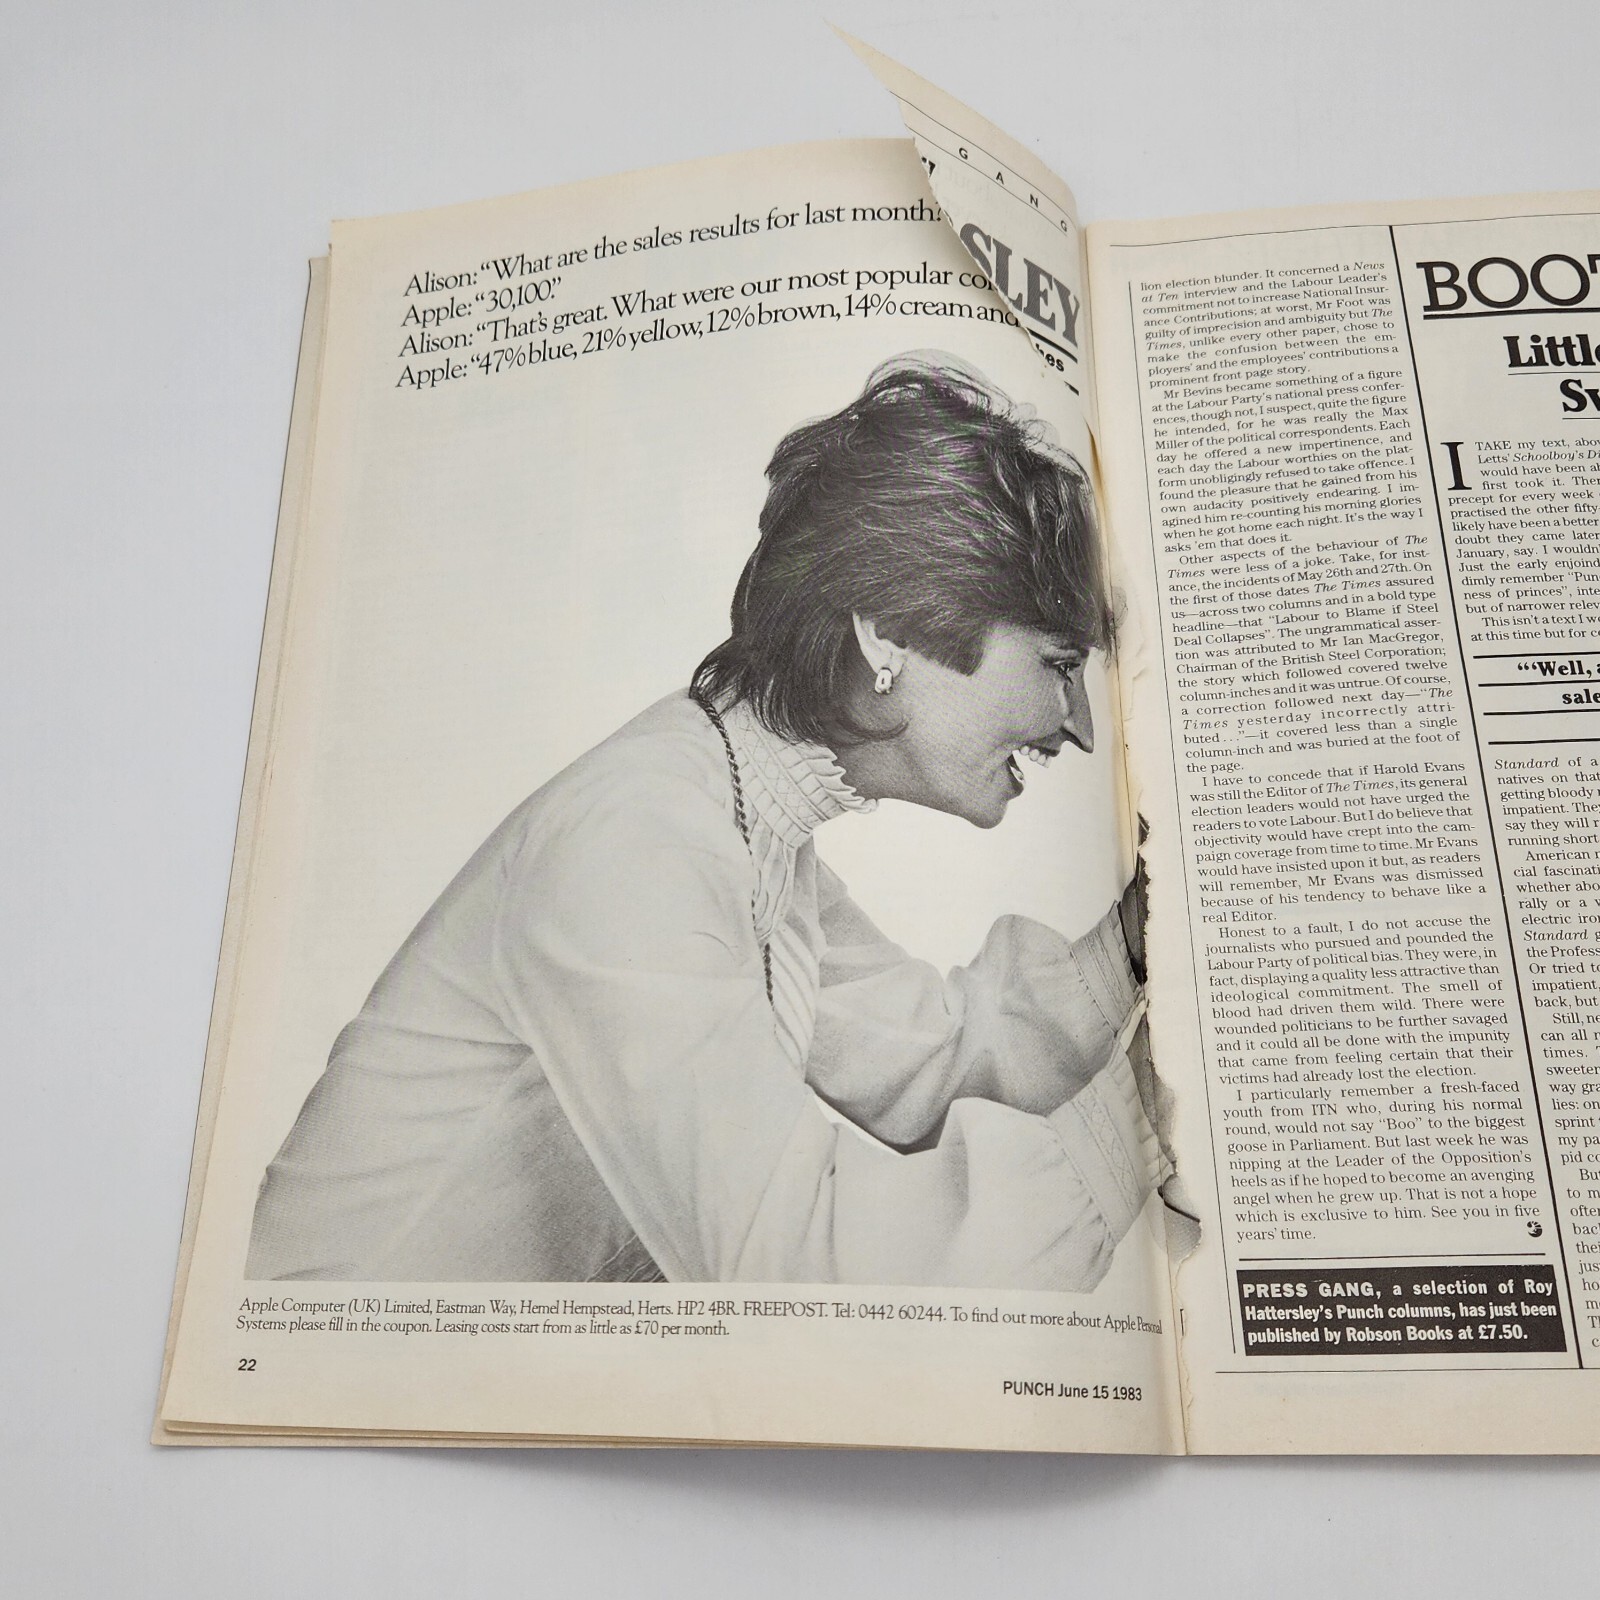 Alison: “What are the sales results for last month?
Apple: “30,100.”
Alison: “That’s great. What were our most popular
Apple: “47% blue, 21% yellow, 12% brown, 14% cream and
Apple Computer (UK) Limited, Eastman Way, Hemel Hempstead, Herts. HP2 4BR. FREEPOST. Tel: 0442 60244. To find out more about Apple Personal
Systems please fill in the coupon. Leasing costs start from as little as £70 per month.
22
PUNCH June 15 1983
G A N G
SLEY
lion election blunder. It concerned a News
at Ten interview and the Labour Leader’s
commitment not to increase National Insur-
ance Contributions; at worst, Mr Foot was
guilty of imprecision and ambiguity but The
Times, unlike every other paper, chose to
make the confusion between the em-
ployers’ and the employees’ contributions a
prominent front page story.
Mr Bevins became something of a figure
at the Labour Party’s national press confer-
ences, though not, I suspect, quite the figure
he intended, for he was really the Max
Miller of the political correspondents. Each
day he offered a new impertinence, and
each day the Labour worthies on the plat-
form unobligingly refused to take offence. I
found the pleasure that he gained from his
own audacity positively endearing. I im-
agined him re-counting his morning glories
when he got home each night. It’s the way I
asks ’em that does it.
Other aspects of the behaviour of The
Times were less of a joke. Take, for inst-
ance, the incidents of May 26th and 27th. On
the first of those dates The Times assured
us—across two columns and in a bold type
headline—that “Labour to Blame if Steel
Deal Collapses”. The ungrammatical asser-
tion was attributed to Mr Ian MacGregor,
Chairman of the British Steel Corporation;
the story which followed covered twelve
column-inches and it was untrue. Of course,
a correction followed next day—“The
Times yesterday incorrectly attri-
buted . . .”—it covered less than a single
column-inch and was buried at the foot of
the page.
I have to concede that if Harold Evans
was still the Editor of The Times, its general
election leaders would not have urged the
readers to vote Labour. But I do believe that
objectivity would have crept into the cam-
paign coverage from time to time. Mr Evans
would have insisted upon it but, as readers
will remember, Mr Evans was dismissed
because of his tendency to behave like a
real Editor.
Honest to a fault, I do not accuse the
journalists who pursued and pounded the
Labour Party of political bias. They were, in
fact, displaying a quality less attractive than
ideological commitment. The smell of
blood had driven them wild. There were
wounded politicians to be further savaged
and it could all be done with the impunity
that came from feeling certain that their
victims had already lost the election.
I particularly remember a fresh-faced
youth from ITN who, during his normal
round, would not say “Boo” to the biggest
goose in Parliament. But last week he was
nipping at the Leader of the Opposition’s
heels as if he hoped to become an avenging
angel when he grew up. That is not a hope
which is exclusive to him. See you in five
years’ time.
PRESS GANG, a selection of Roy
Hattersley’s Punch columns, has just been
published by Robson Books at £7.50.
BOOT
Little
Sw
I TAKE my text,
Letts’ Schoolboy’s
would have been
first took it.
precept for every week
practised the other
likely have been a better
doubt they came later
January, say. I
Just the early
dimly remember
ness of princes”,
but of narrower
This isn’t a text I
at this time but for
“‘Well,
sale
Standard of a
natives on that
getting bloody
impatient. They
say they will
running short
American
cial
whether
rally or a
electric
Standard
the
Or tried to
impatient,
back, but
Still,
can all
times.
sweeter
way
lies: on
sprint
my
pid
to